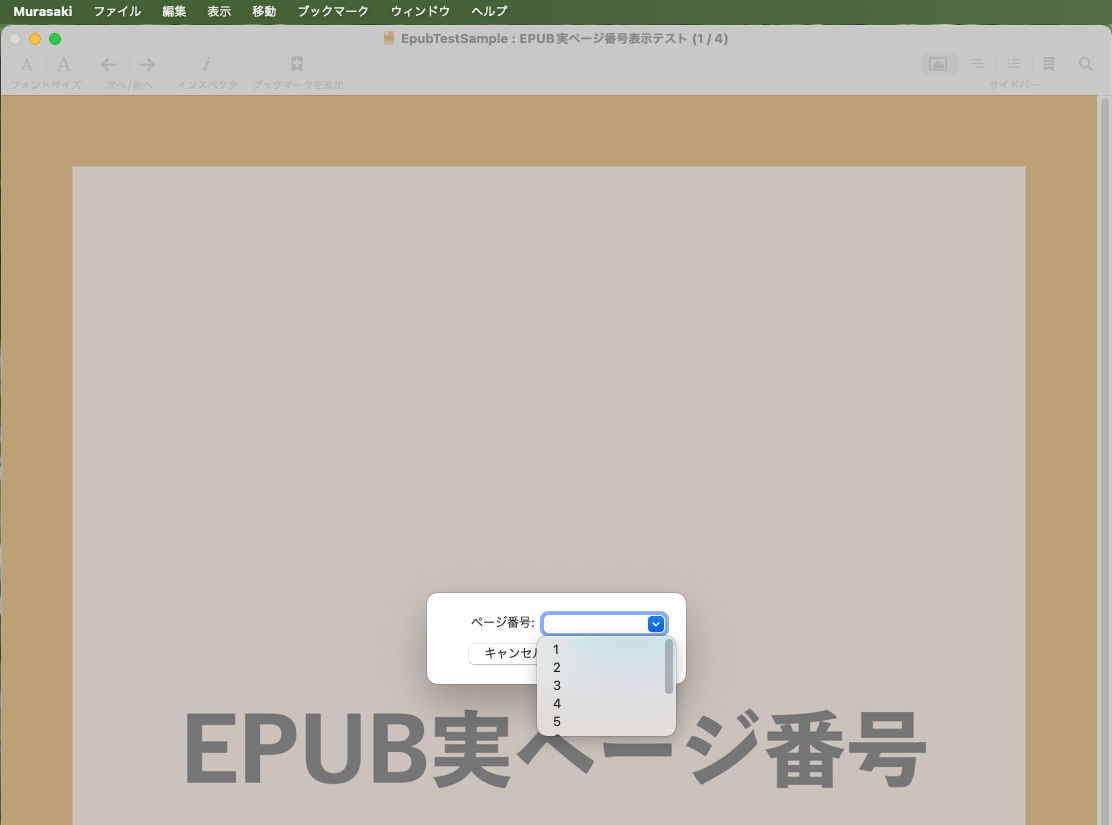 Murasaki ファイル 編集 表示 移動 ブックマーク ウィンドウ ヘルプ
EpubTestSample : EPUB実ページ番号表示テスト (1 / 4)
A A
フォントサイズ 次へ/前へ インスペクタ ブックマークを追加 サイドバー
ページ番号:
キャンセル
1
2
3
4
5
EPUB実ページ番号